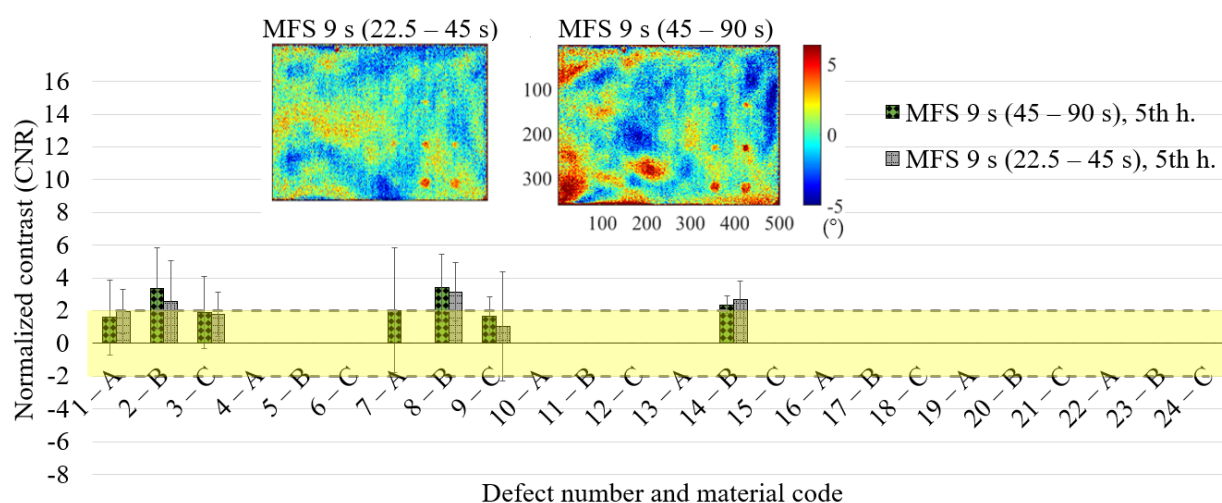 MFS 9 s (22.5 – 45 s)
MFS 9 s (45 – 90 s)
100
200
300
100 200 300 400 500
5
0
-5
(°)
MFS 9 s (45 – 90 s), 5th h.
MFS 9 s (22.5 – 45 s), 5th h.
Normalized contrast (CNR)
16
14
12
10
8
6
4
2
0
-2
-4
-6
-8
1 – A
2 – B
3 – C
4 – A
5 – B
6 – C
7 – A
8 – B
9 – C
10 – A
11 – B
12 – C
13 – A
14 – B
15 – C
16 – A
17 – B
18 – C
19 – A
20 – B
21 – C
22 – A
23 – B
24 – C
Defect number and material code